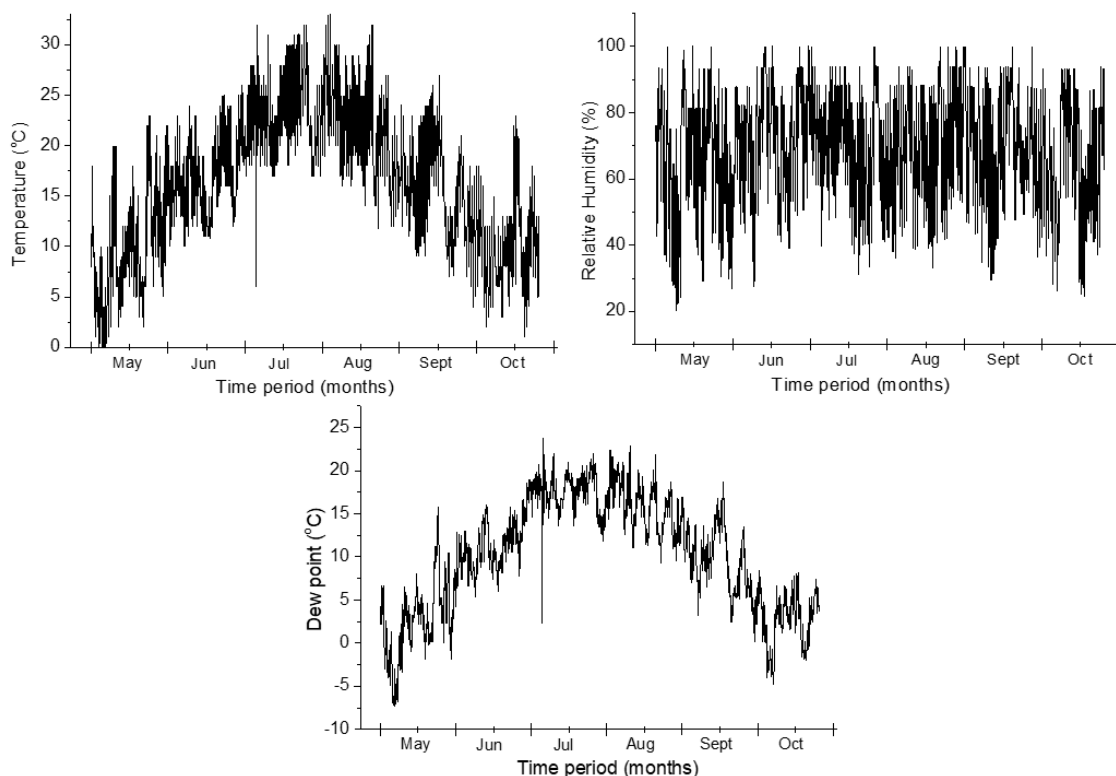 30
25
20
15
10
5
0
Temperature (°C)
May Jun Jul Aug Sept Oct
Time period (months)
100
80
60
40
20
Relative Humidity (%)
May Jun Jul Aug Sept Oct
Time period (months)
25
20
15
10
5
0
-5
-10
Dew point (°C)
May Jun Jul Aug Sept Oct
Time period (months)